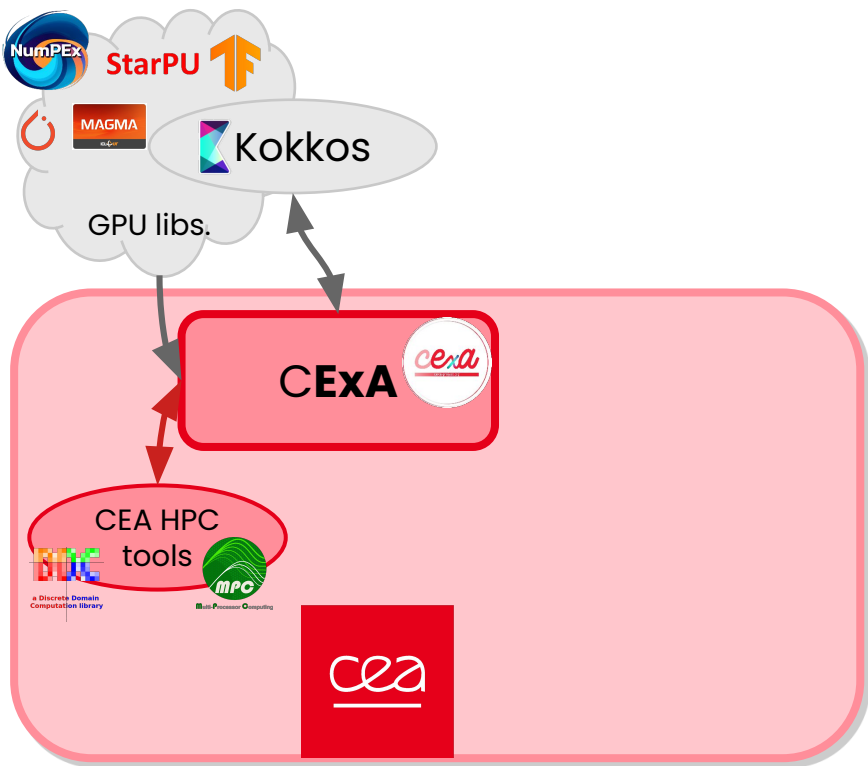 NumPEx
StarPU
MAGMA
Kokkos
GPU libs.
CExA
cexa
CEA HPC
tools
DDC
a Discrete Domain
Computation library
MPC
Multi-Processor Computing
cea